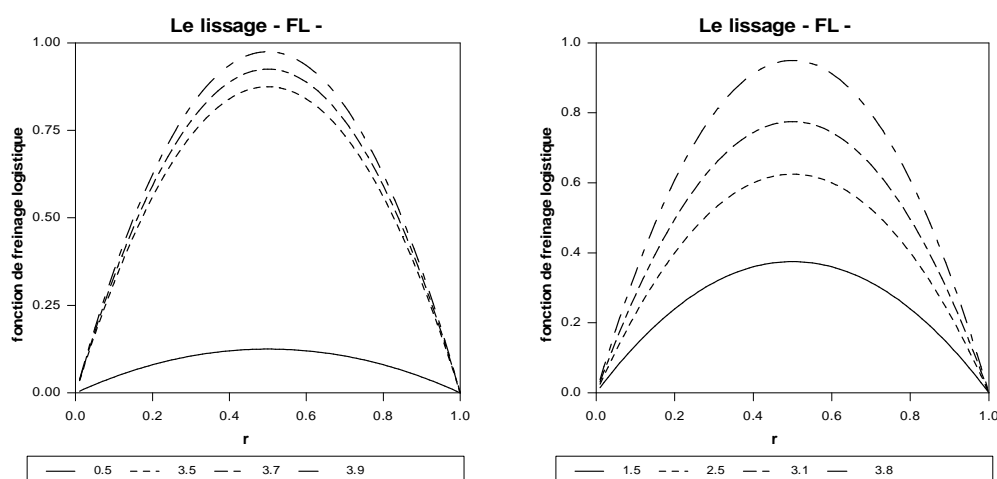 Le lissage - FL -
fonction de freinage logistique
1.00
0.75
0.50
0.25
0.00
0.0 0.2 0.4 0.6 0.8 1.0
r
0.5 3.5 3.7 3.9
Le lissage - FL -
fonction de freinage logistique
1.0
0.8
0.6
0.4
0.2
0.0
0.0 0.2 0.4 0.6 0.8 1.0
r
1.5 2.5 3.1 3.8